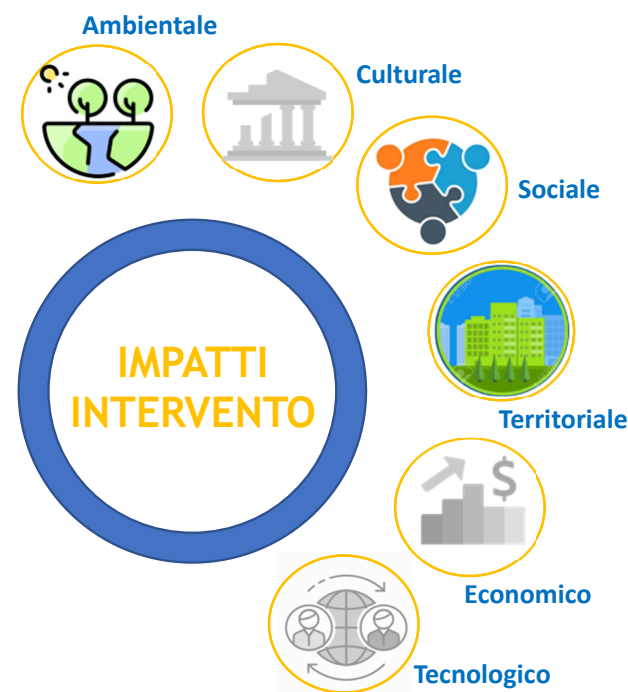 Ambientale
Culturale
Sociale
IMPATTI
INTERVENTO
Territoriale
$
Economico
Tecnologico